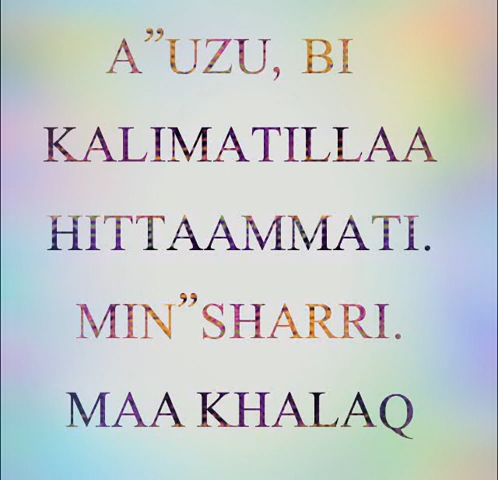 A”UZU, BI
KALIMATILLAA
HITTAAMMATI.
MIN”SHARRI.
MAA KHALAQ